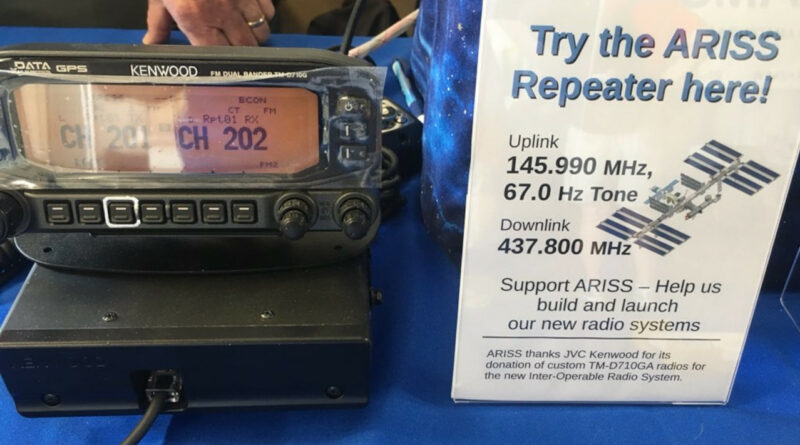 DATA GPS KENWOOD FM DUAL BANDER TM-D710G
ECON
CT FM
Rpt01 RX
CH 201 CH 202
FM2
Try the ARISS
Repeater here!
Uplink
145.990 MHz,
67.0 Hz Tone
Downlink
437.800 MHz
Support ARISS – Help us
build and launch
our new radio systems
ARISS thanks JVC Kenwood for its
donation of custom TM-D710GA radios for
the new Inter-Operable Radio System.